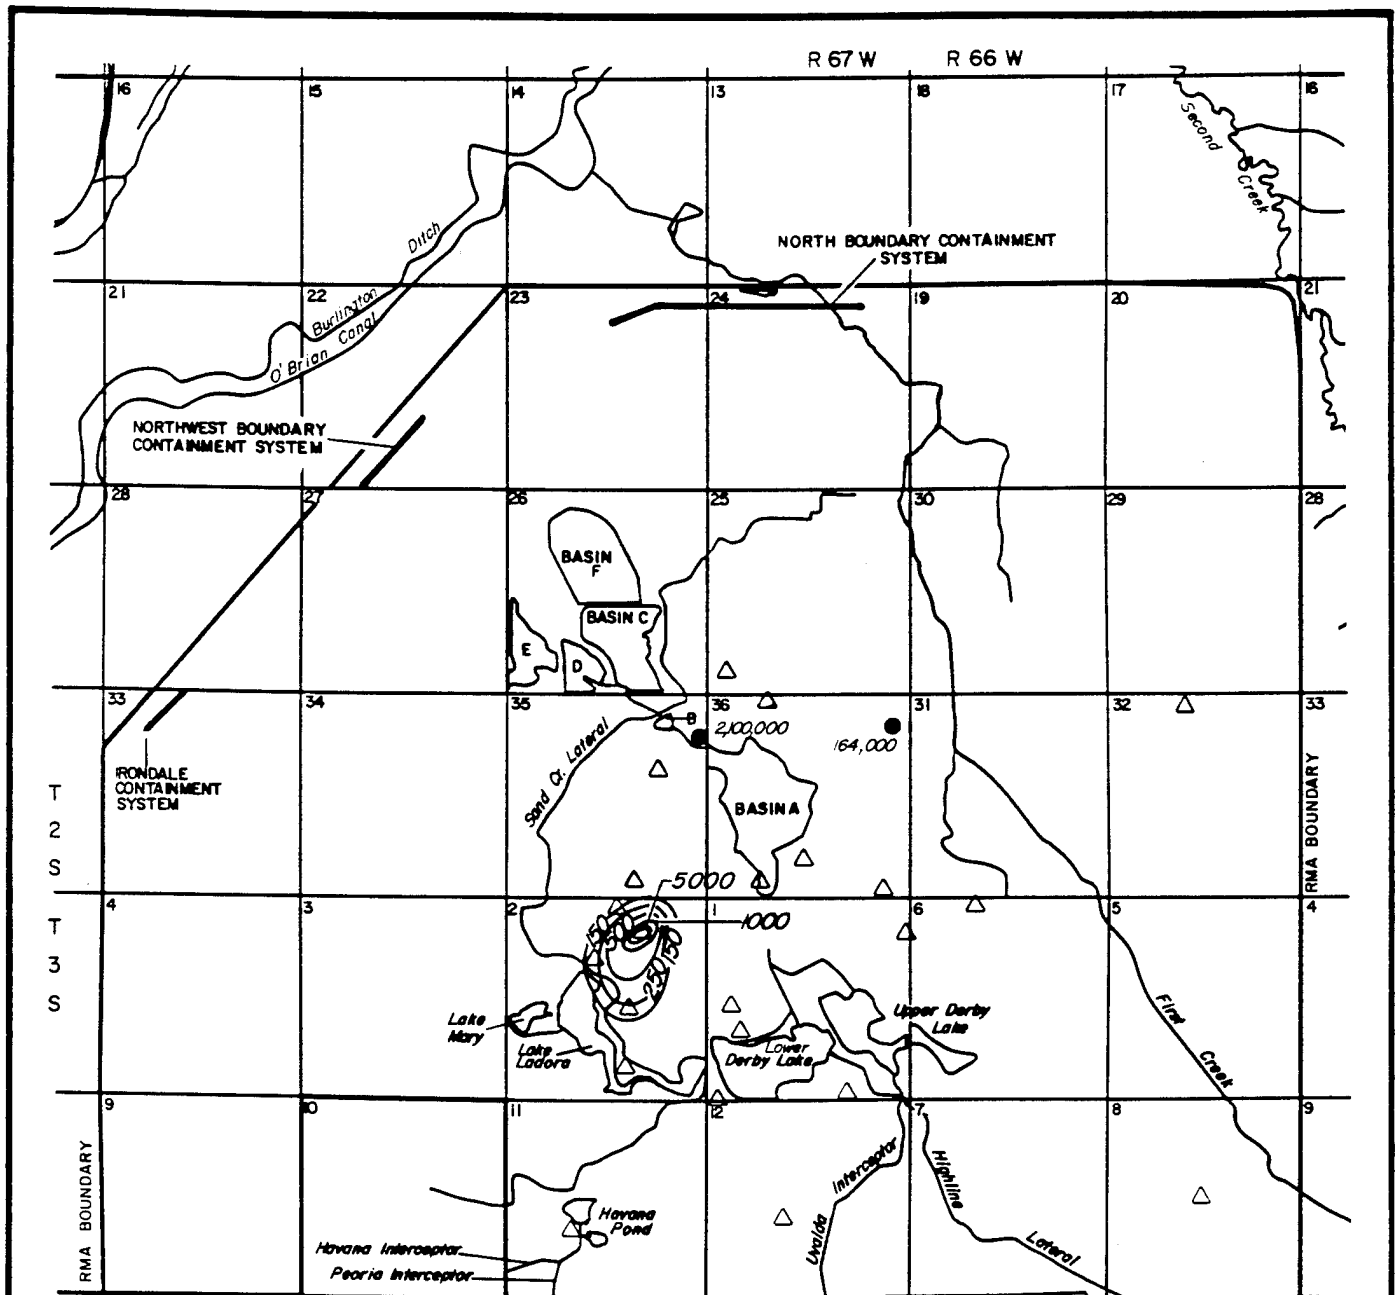 R 67 W R 66 W
16 15 14 13 18 17 16
Second
Creek
Ditch
NORTH BOUNDARY CONTAINMENT
SYSTEM
21 22 23 24 19 20 21
Burlington
O'Brian Canal
NORTHWEST BOUNDARY
CONTAINMENT SYSTEM
28 27 26 25 30 29 28
BASIN
F
BASIN C
E
D
33 34 35 36 31 32 33
B
2,100,000
164,000
Sand Cr. Lateral
IRONDALE
CONTAINMENT
SYSTEM
BASIN A
RMA BOUNDARY
T
2
S
5000
4 3 2 1 6 5 4
1000
T
3
S
150
250
150
Lake
Mary
Lake
Ladora
Lower
Derby Lake
Upper Derby
Lake
First
Creek
9 10 11 12 7 8 9
RMA BOUNDARY
Interceptor
Uvalda
Highline
Lateral
Havana
Pond
Havana Interceptor
Peoria Interceptor